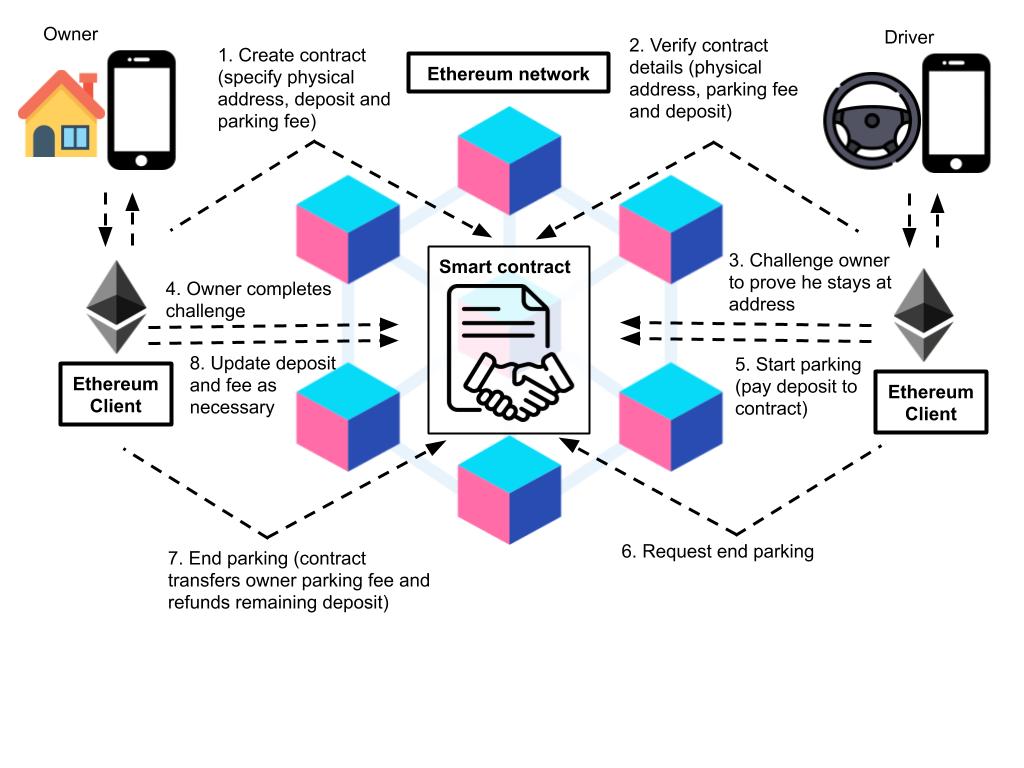 Owner
1. Create contract
(specify physical
address, deposit and
parking fee)
Ethereum network
2. Verify contract
details (physical
address, parking fee
and deposit)
Driver
Smart contract
3. Challenge owner
to prove he stays at
address
4. Owner completes
challenge
8. Update deposit
and fee as
necessary
5. Start parking
(pay deposit to
contract)
Ethereum
Client
Ethereum
Client
7. End parking (contract
transfers owner parking fee and
refunds remaining deposit)
6. Request end parking